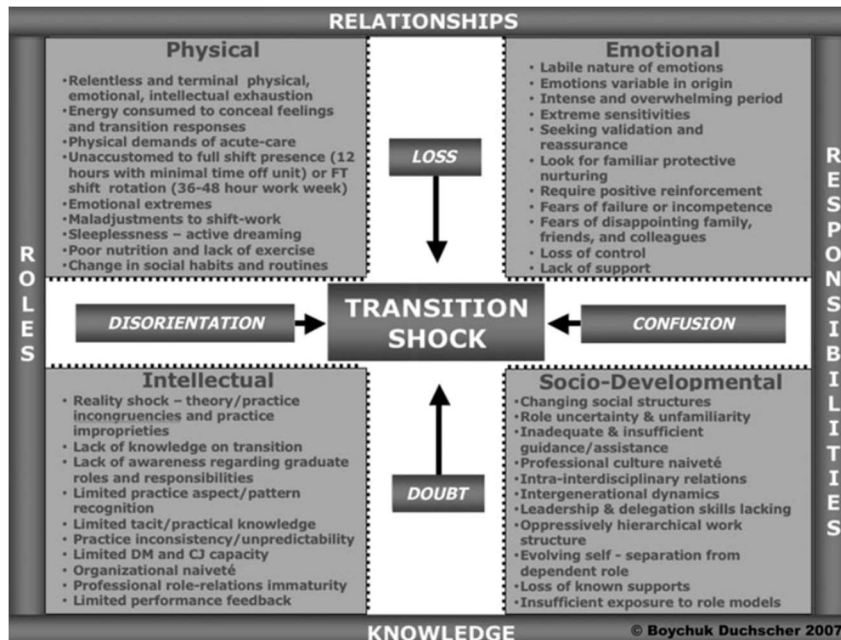 RELATIONSHIPS
Physical
•Relentless and terminal physical,
emotional, intellectual exhaustion
•Energy consumed to conceal feelings
and transition responses
•Physical demands of acute-care
•Unaccustomed to full shift presence (12
hours with minimal time off unit) or FT
shift rotation (36-48 hour work week)
•Emotional extremes
•Maladjustments to shift-work
•Sleeplessness – active dreaming
•Poor nutrition and lack of exercise
•Change in social habits and routines
Emotional
• Labile nature of emotions
• Emotions variable in origin
• Intense and overwhelming period
• Extreme sensitivities
• Seeking validation and
reassurance
• Look for familiar protective
nurturing
• Require positive reinforcement
• Fears of failure or incompetence
• Fears of disappointing family,
friends, and colleagues
• Loss of control
• Lack of support
ROLES
RESPONSIBILITIES
LOSS
DISORIENTATION
TRANSITION
SHOCK
CONFUSION
DOUBT
Intellectual
• Reality shock – theory/practice
incongruencies and practice
improprieties
• Lack of knowledge on transition
• Lack of awareness regarding graduate
roles and responsibilities
• Limited practice aspect/pattern
recognition
• Limited tacit/practical knowledge
• Practice inconsistency/unpredictability
• Limited DM and CJ capacity
• Organizational naiveté
• Professional role-relations immaturity
• Limited performance feedback
Socio-Developmental
•Changing social structures
•Role uncertainty & unfamiliarity
•Inadequate & insufficient
guidance/assistance
•Professional culture naiveté
•Intra-interdisciplinary relations
•Intergenerational dynamics
•Leadership & delegation skills lacking
•Oppressively hierarchical work
structure
•Evolving self - separation from
dependent role
•Loss of known supports
•Insufficient exposure to role models
KNOWLEDGE
© Boychuk Duchscher 2007